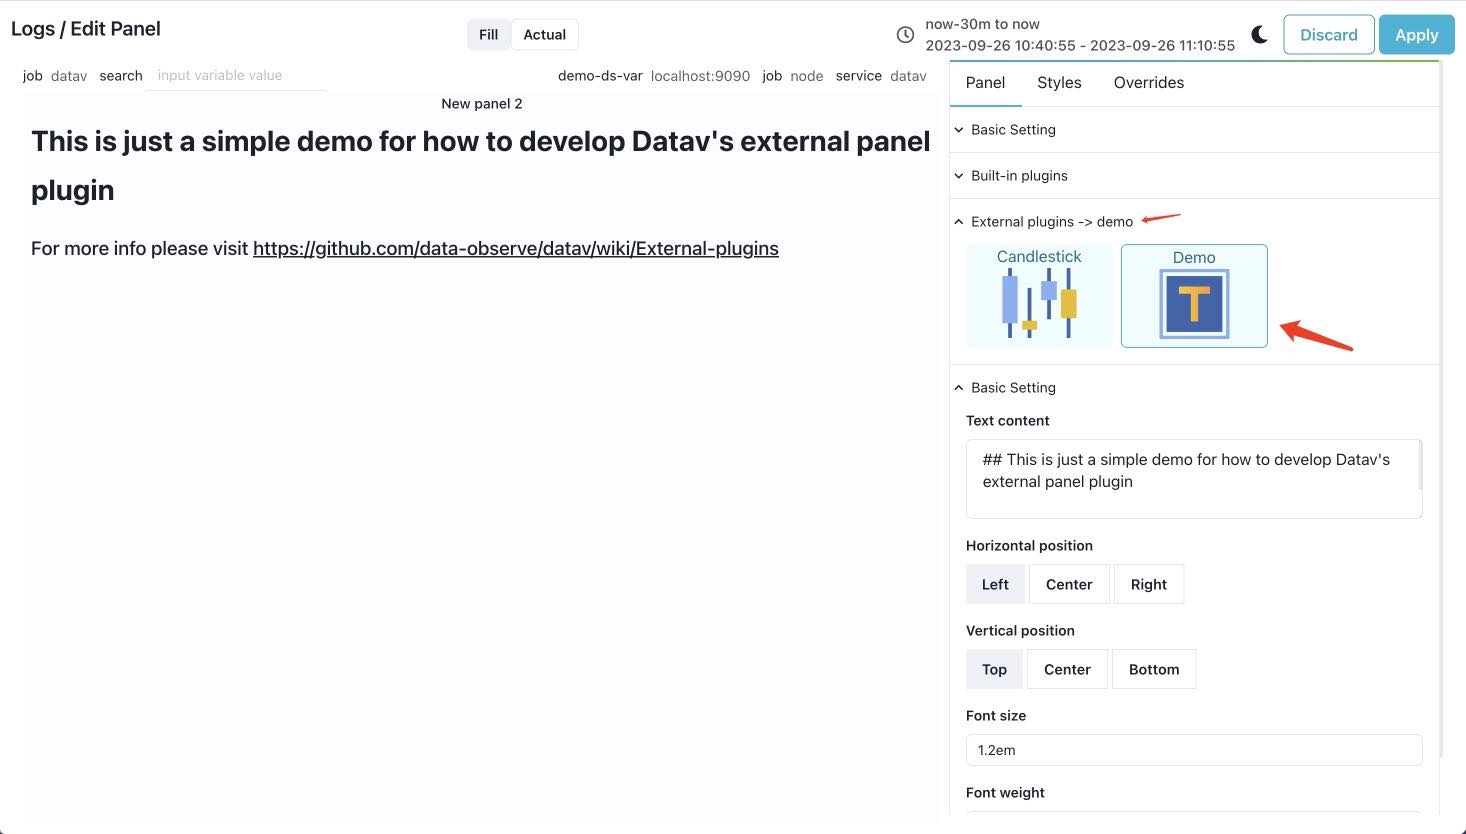 Logs / Edit Panel
Fill Actual
now-30m to now
2023-09-26 10:40:55 - 2023-09-26 11:10:55
Discard Apply
job datav search input variable value demo-ds-var localhost:9090 job node service datav
New panel 2
This is just a simple demo for how to develop Datav's external panel
plugin
For more info please visit https://github.com/data-observe/datav/wiki/External-plugins
Panel Styles Overrides
Basic Setting
Built-in plugins
External plugins -> demo
Candlestick Demo
T
Basic Setting
Text content
## This is just a simple demo for how to develop Datav's
external panel plugin
Horizontal position
Left Center Right
Vertical position
Top Center Bottom
Font size
1.2em
Font weight